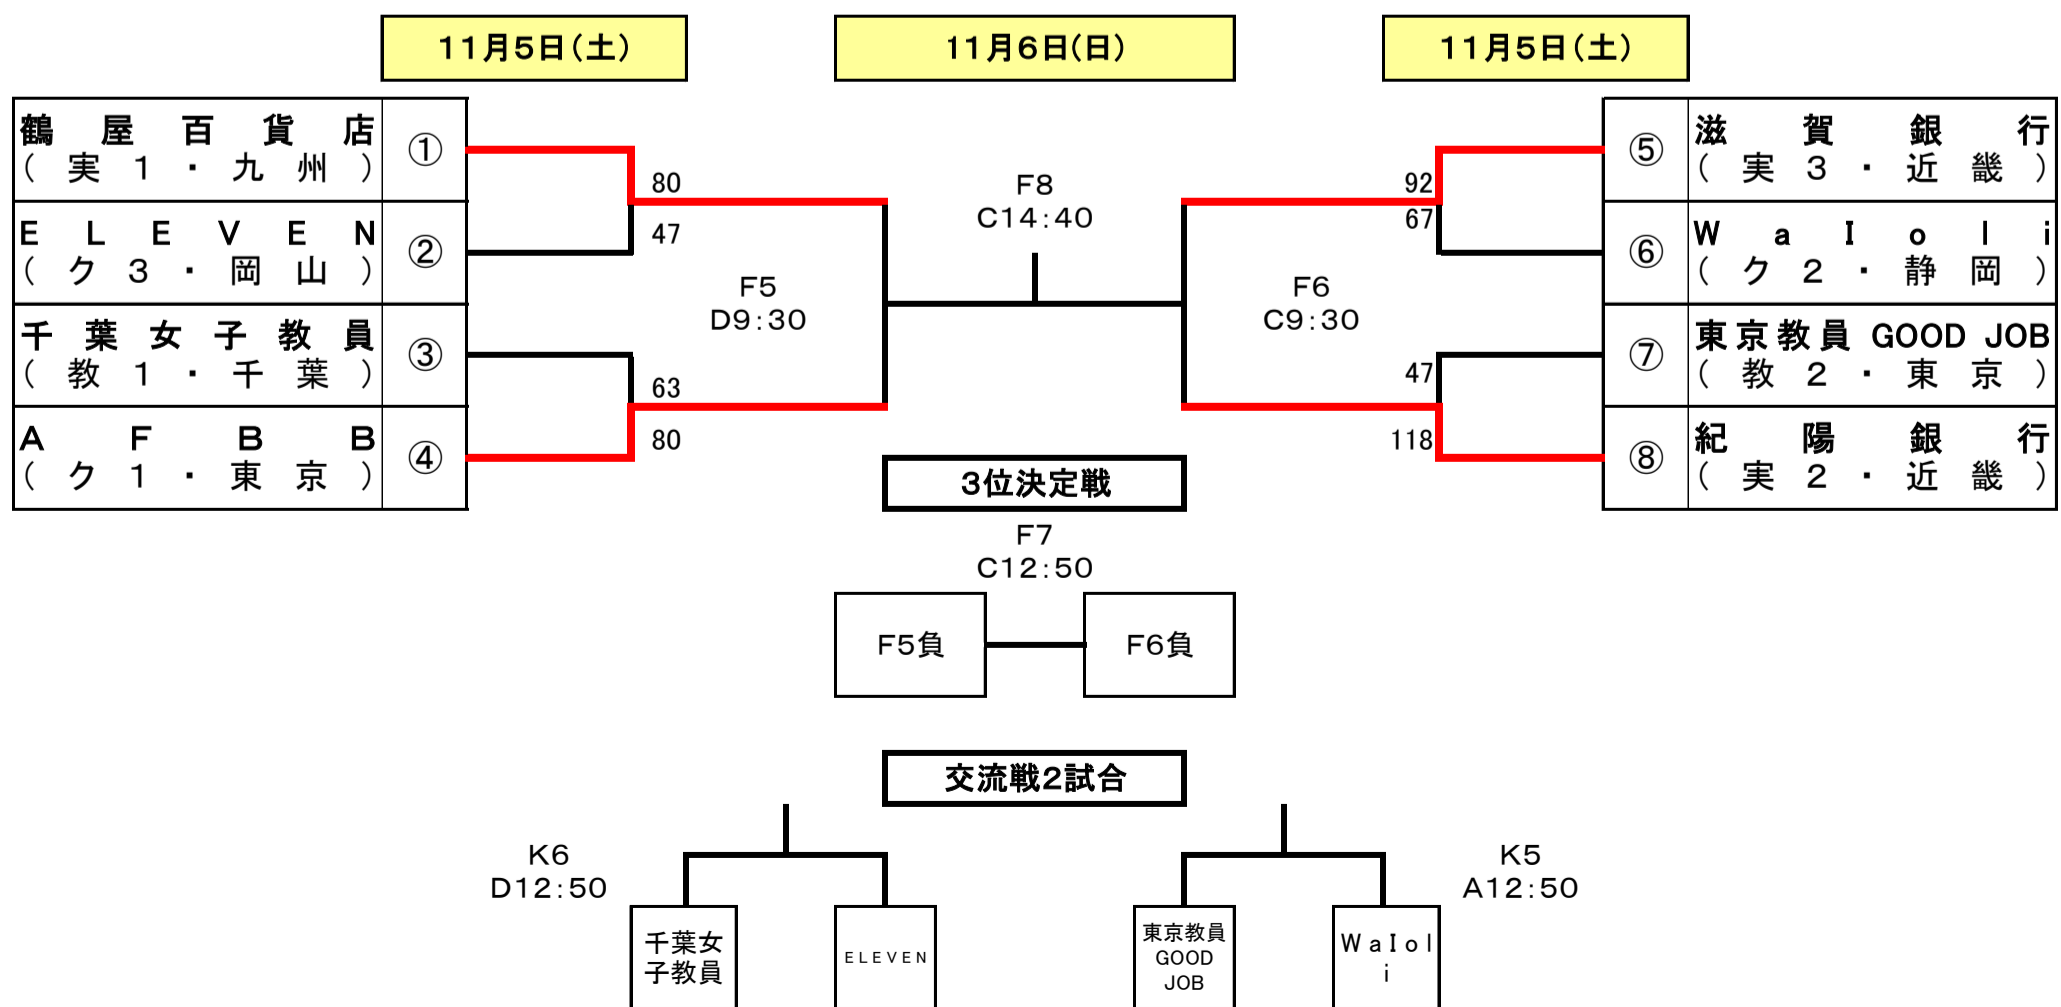 11月5日(土)
11月6日(日)
11月5日(土)
鶴屋百貨店
(実1・九州)
①
ELEVEN
(ク3・岡山)
②
千葉女子教員
(教1・千葉)
③
AFBB
(ク1・東京)
④
80
47
63
80
F5
D9:30
F8
C14:40
F6
C9:30
92
67
47
118
⑤
滋賀銀行
(実3・近畿)
⑥
WaIoli
(ク2・静岡)
⑦
東京教員 GOOD JOB
(教2・東京)
⑧
紀陽銀行
(実2・近畿)
3位決定戦
F7
C12:50
F5負
F6負
交流戦2試合
K6
D12:50
千葉女
子教員
ELEVEN
東京教員
GOOD
JOB
WaIol
i
K5
A12:50